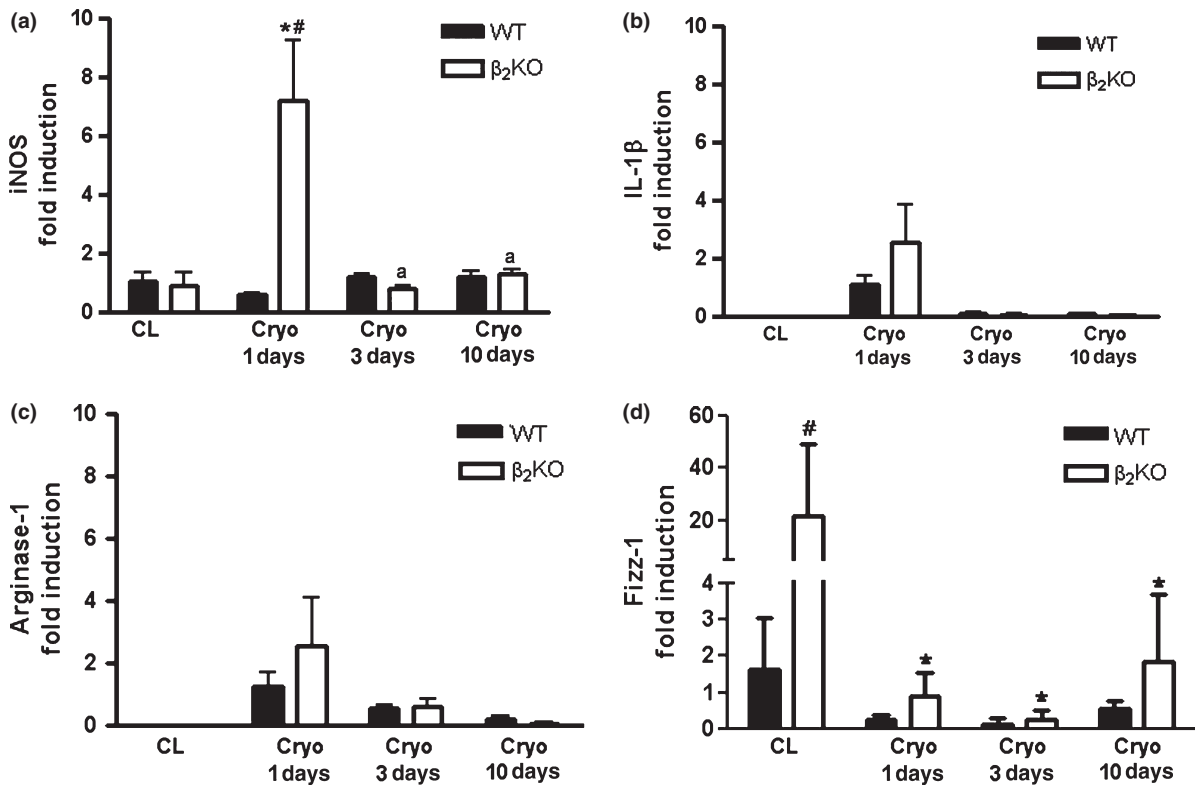 (a)
iNOS
fold induction
10
8
6
4
2
0
*#
a
a
WT
β₂KO
CL
Cryo
1 days
Cryo
3 days
Cryo
10 days
(b)
IL-1β
fold induction
10
8
6
4
2
0
WT
β₂KO
CL
Cryo
1 days
Cryo
3 days
Cryo
10 days
(c)
Arginase-1
fold induction
10
8
6
4
2
0
WT
β₂KO
CL
Cryo
1 days
Cryo
3 days
Cryo
10 days
(d)
Fizz-1
fold induction
60
40
20
4
3
2
1
0
#
*
*
*
WT
β₂KO
CL
Cryo
1 days
Cryo
3 days
Cryo
10 days